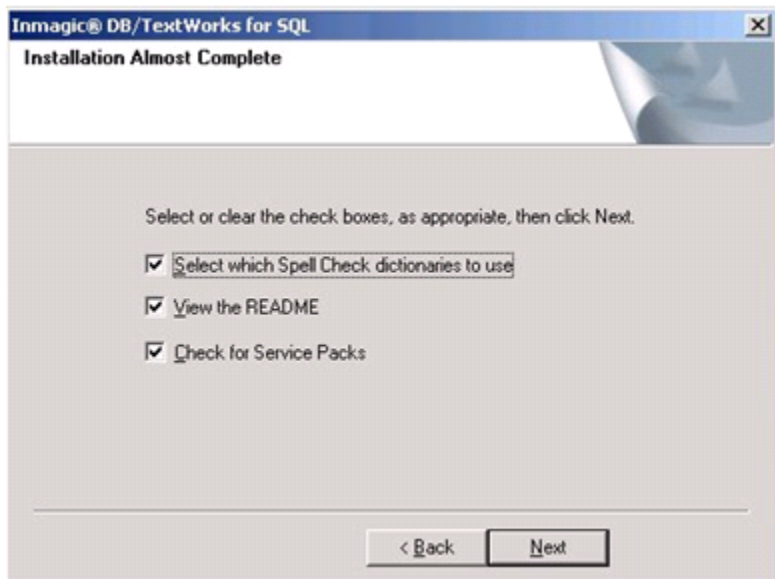 Inmagic® DB/TextWorks for SQL
Installation Almost Complete
Select or clear the check boxes, as appropriate, then click Next.
Select which Spell Check dictionaries to use
View the README
Check for Service Packs
< Back
Next